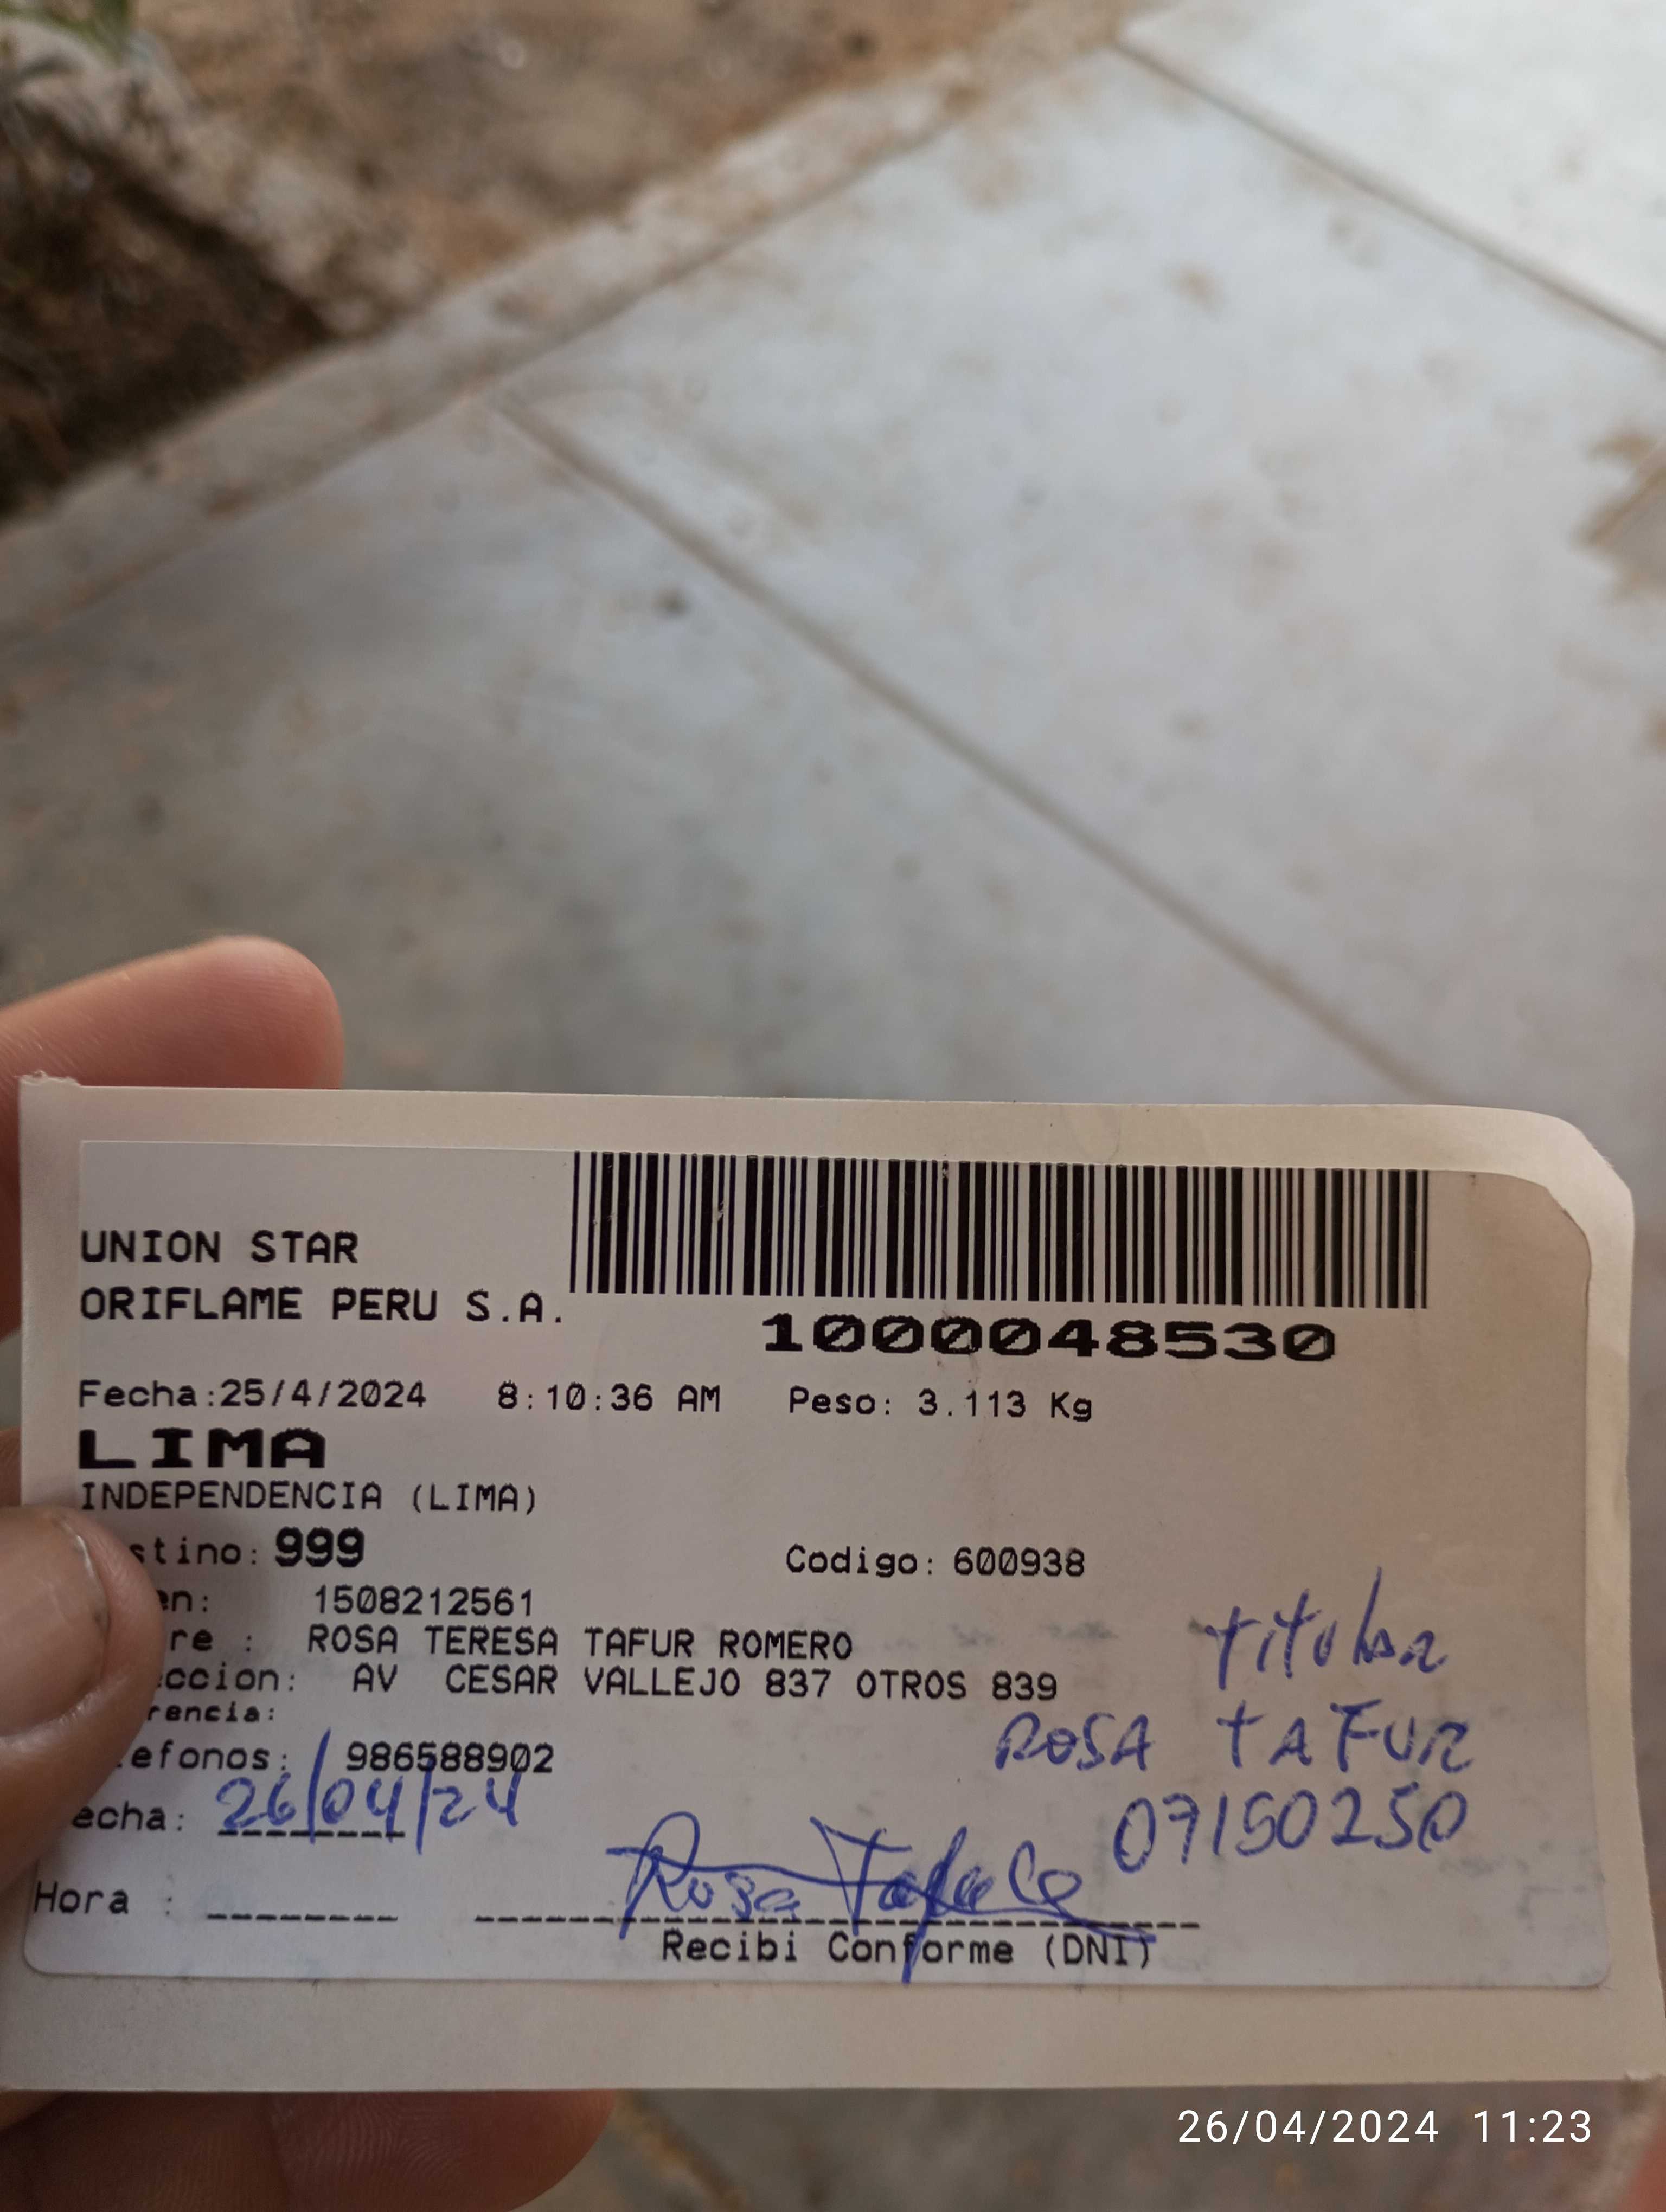 UNION STAR
ORIFLAME PERU S.A.
1000048530
Fecha:25/4/2024 8:10:36 AM Peso: 3.113 Kg
LIMA
INDEPENDENCIA (LIMA)
stino: 999 Codigo: 600938
en: 1508212561
re : ROSA TERESA TAFUR ROMERO
ccion: AV CESAR VALLEJO 837 OTROS 839
rencia:
efonos: 986588902
titular
ROSA TAFUR
07150250
echa: 26/04/24
Hora :
Rosa Tafur
Recibi Conforme (DNI)
26/04/2024 11:23